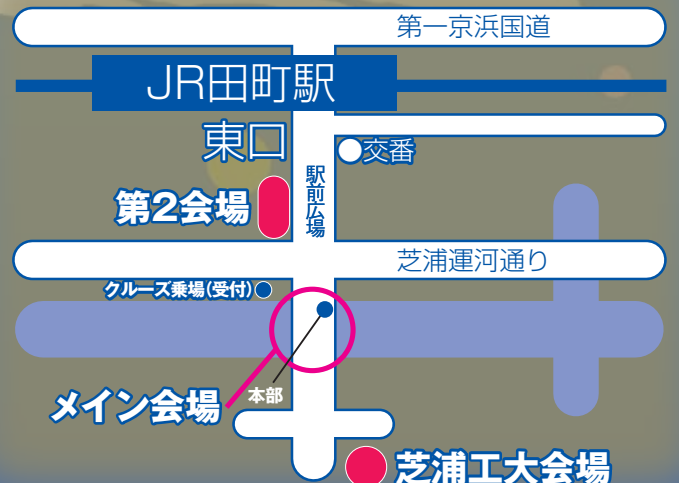 第一京浜国道
JR田町駅
東口
交番
駅前広場
第2会場
芝浦運河通り
クルーズ乗場(受付)
本部
メイン会場
芝浦工大会場